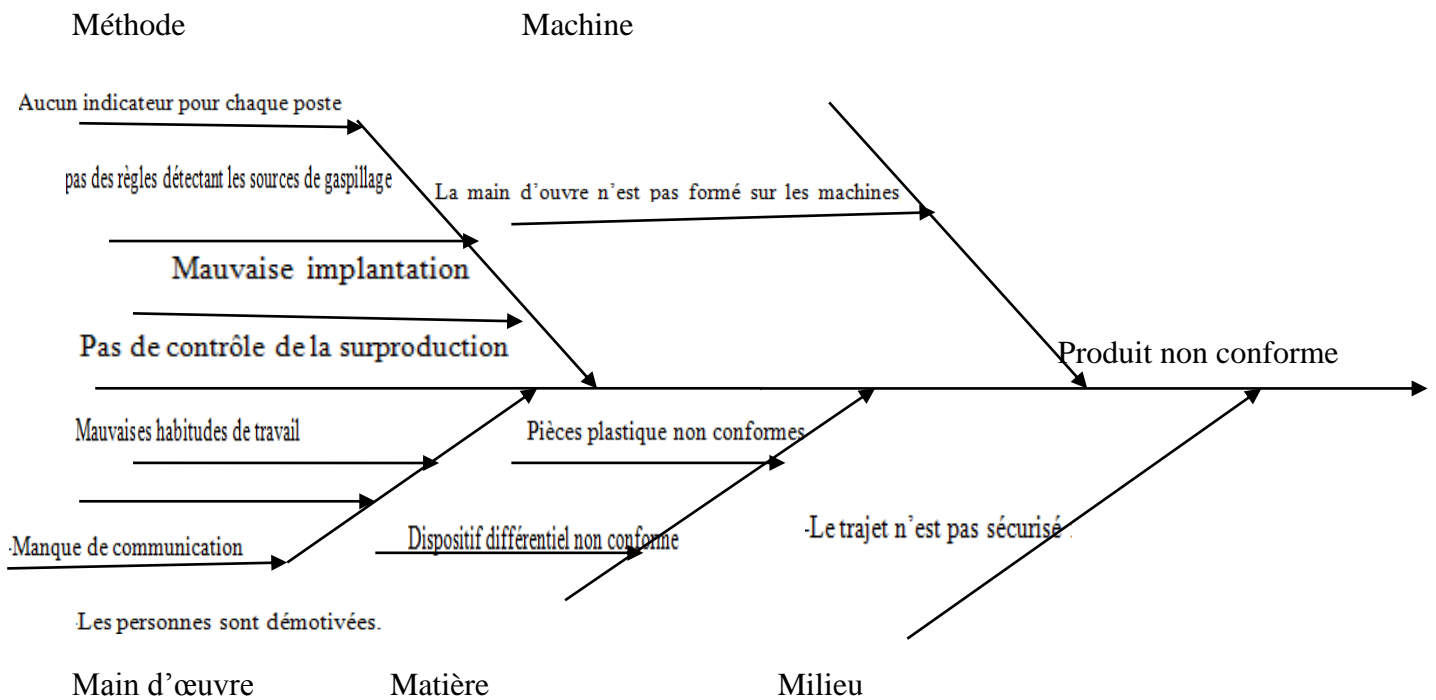 Méthode
Machine
Aucun indicateur pour chaque poste
pas des règles détectant les sources de gaspillage
La main d'ouvre n'est pas formé sur les machines
Mauvaise implantation
Pas de contrôle de la surproduction
Produit non conforme
Mauvaises habitudes de travail
Pièces plastique non conformes
-Manque de communication
Dispositif différentiel non conforme
-Le trajet n'est pas sécurisé
-Les personnes sont démotivées.
Main d'œuvre
Matière
Milieu